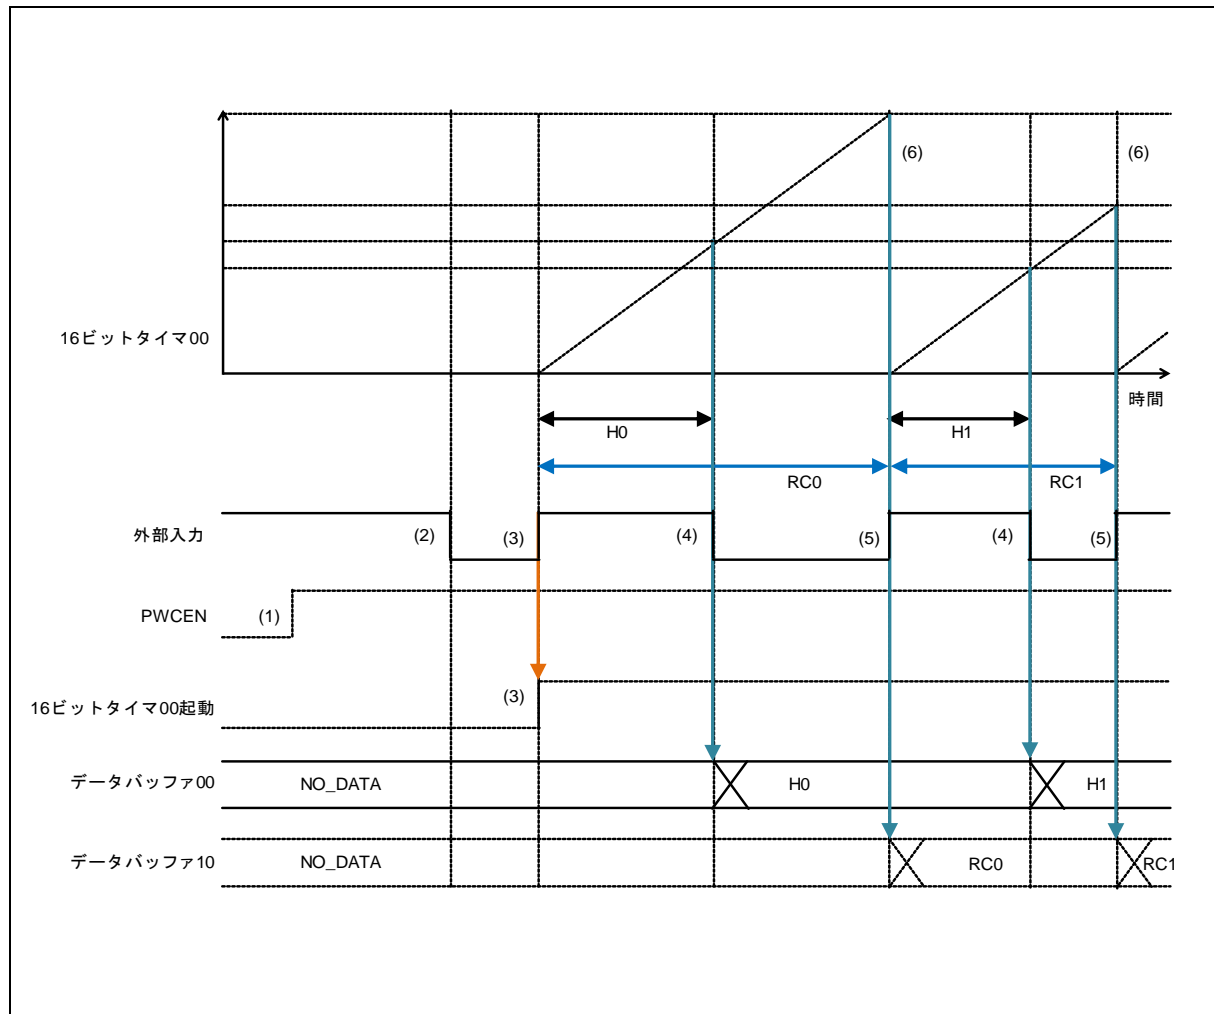 (6)
(6)
16ビットタイマ00
時間
H0
H1
RC0
RC1
外部入力
(2)
(3)
(4)
(5)
(4)
(5)
PWCEN
(1)
(3)
16ビットタイマ00起動
データバッファ00
NO_DATA
H0
H1
データバッファ10
NO_DATA
RC0
RC1